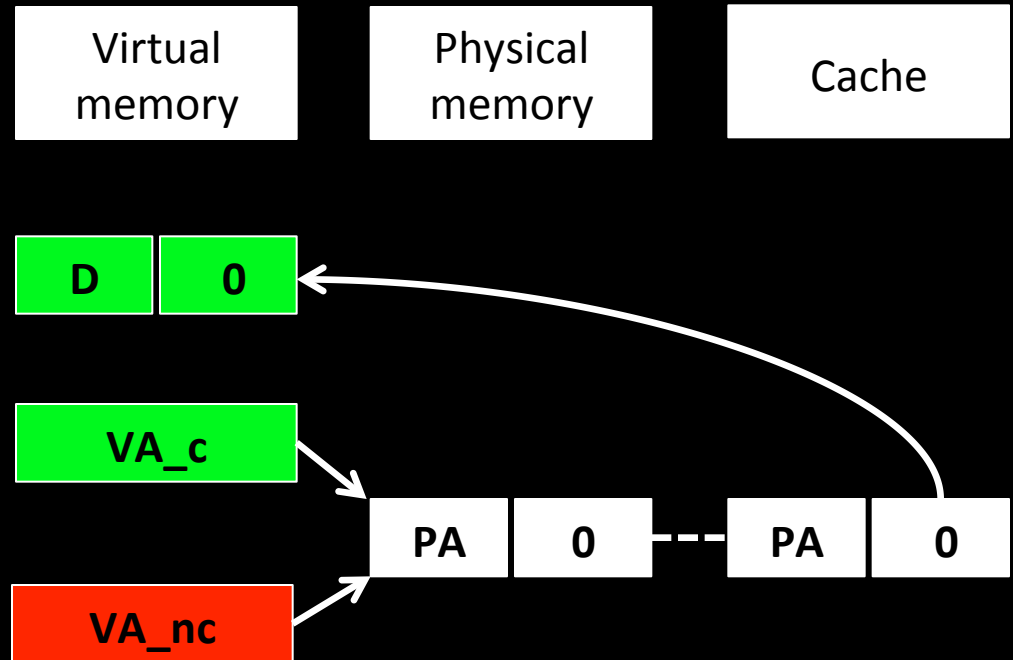 Virtual
memory
Physical
memory
Cache
D 0
VA_c
PA 0 PA 0
VA_nc